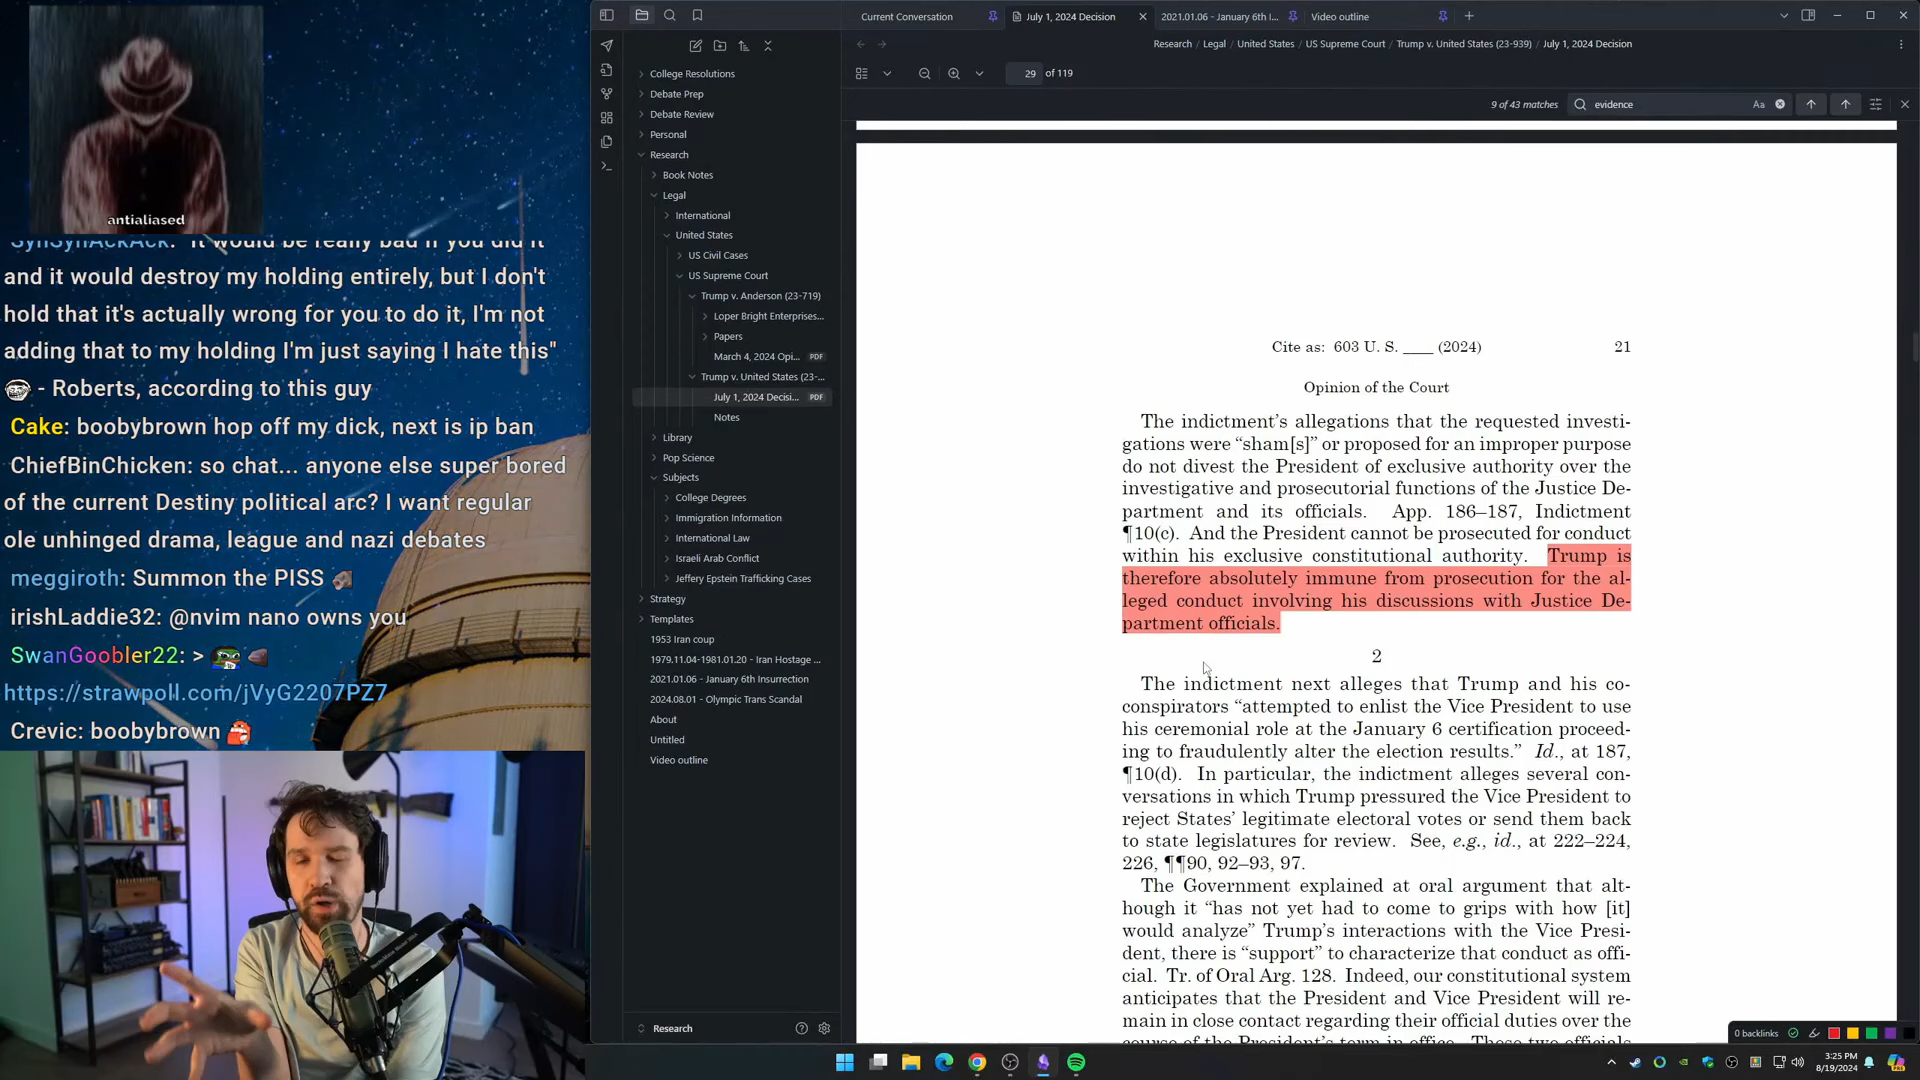 antialiased
SynSynAckAck: "It would be really bad if you did it
and it would destroy my holding entirely, but I don't
hold that it's actually wrong for you to do it, I'm not
adding that to my holding I'm just saying I hate this"
- Roberts, according to this guy
Cake: boobybrown hop off my dick, next is ip ban
ChiefBinChicken: so chat... anyone else super bored
of the current Destiny political arc? I want regular
ole unhinged drama, league and nazi debates
meggiroth: Summon the PISS
irishLaddie32: @nvim nano owns you
SwanGoobler22: >
https://strawpoll.com/jVyG2207PZ7
Crevic: boobybrown
College Resolutions
Debate Prep
Debate Review
Personal
Research
Book Notes
Legal
International
United States
US Civil Cases
US Supreme Court
Trump v. Anderson (23-719)
Loper Bright Enterprises...
Papers
March 4, 2024 Opi... PDF
Trump v. United States (23-...
July 1, 2024 Decisi... PDF
Notes
Library
Pop Science
Subjects
College Degrees
Immigration Information
International Law
Israeli Arab Conflict
Jeffery Epstein Trafficking Cases
Strategy
Templates
1953 Iran coup
1979.11.04-1981.01.20 - Iran Hostage ...
2021.01.06 - January 6th Insurrection
2024.08.01 - Olympic Trans Scandal
About
Untitled
Video outline
Research
Current Conversation
July 1, 2024 Decision
2021.01.06 - January 6th I...
Video outline
Research / Legal / United States / US Supreme Court / Trump v. United States (23-939) / July 1, 2024 Decision
29 of 119
9 of 43 matches
evidence
Aa
Cite as: 603 U. S. ____ (2024) 21
Opinion of the Court
The indictment's allegations that the requested investi-
gations were “sham[s]” or proposed for an improper purpose
do not divest the President of exclusive authority over the
investigative and prosecutorial functions of the Justice De-
partment and its officials. App. 186–187, Indictment
¶10(c). And the President cannot be prosecuted for conduct
within his exclusive constitutional authority. Trump is
therefore absolutely immune from prosecution for the al-
leged conduct involving his discussions with Justice De-
partment officials.
2
The indictment next alleges that Trump and his co-
conspirators “attempted to enlist the Vice President to use
his ceremonial role at the January 6 certification proceed-
ing to fraudulently alter the election results.” Id., at 187,
¶10(d). In particular, the indictment alleges several con-
versations in which Trump pressured the Vice President to
reject States’ legitimate electoral votes or send them back
to state legislatures for review. See, e.g., id., at 222–224,
226, ¶¶90, 92–93, 97.
The Government explained at oral argument that alt-
hough it “has not yet had to come to grips with how [it]
would analyze” Trump’s interactions with the Vice Presi-
dent, there is “support” to characterize that conduct as offi-
cial. Tr. of Oral Arg. 128. Indeed, our constitutional system
anticipates that the President and Vice President will re-
main in close contact regarding their official duties over the
course of the President’s term in office. These two officials
0 backlinks
3:25 PM
8/19/2024